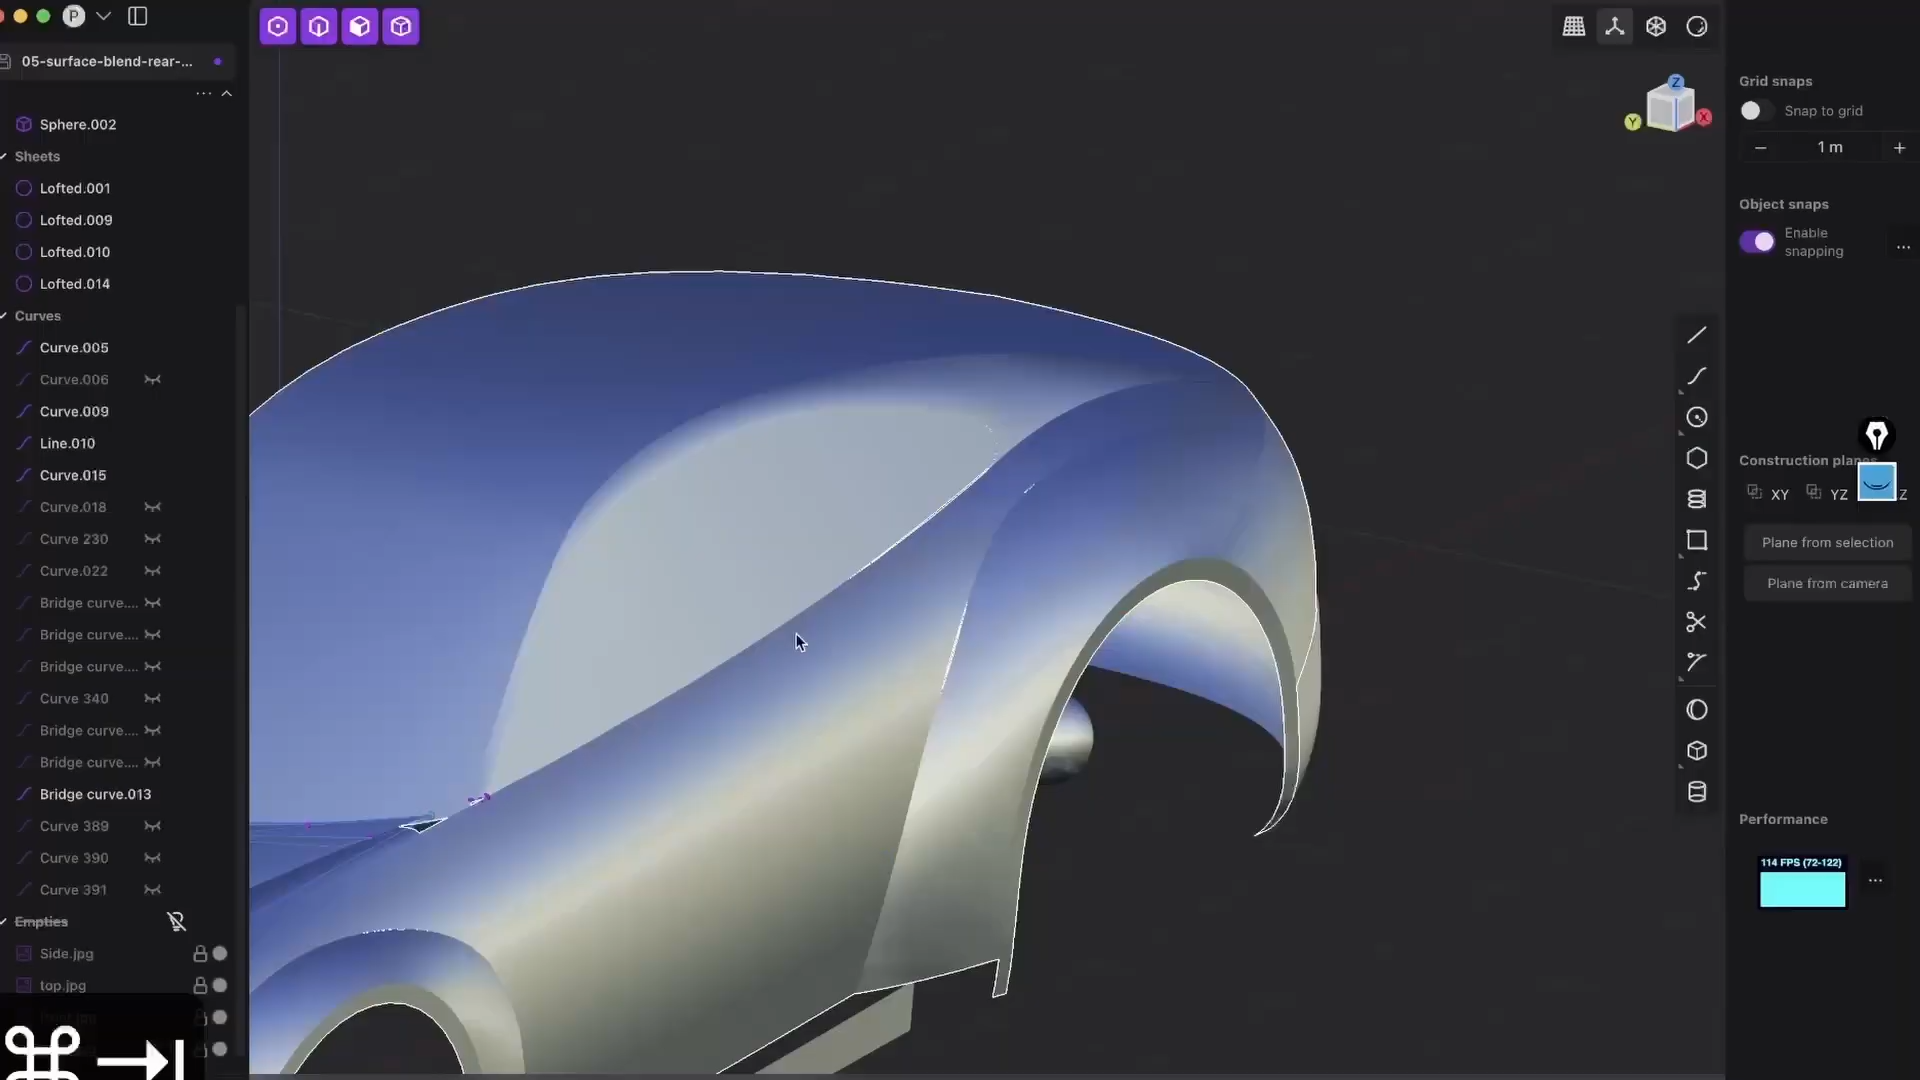 P
05-surface-blend-rear-...
Sphere.002
Sheets
Lofted.001
Lofted.009
Lofted.010
Lofted.014
Curves
Curve.005
Curve.006
Curve.009
Line.010
Curve.015
Curve.018
Curve 230
Curve.022
Bridge curve....
Bridge curve....
Bridge curve....
Curve 340
Bridge curve....
Bridge curve....
Bridge curve.013
Curve 389
Curve 390
Curve 391
Empties
Side.jpg
top.jpg
Z
Y
X
Grid snaps
Snap to grid
1 m
Object snaps
Enable
snapping
Construction planes
XY
YZ
Z
Plane from selection
Plane from camera
Performance
114 FPS (72-122)